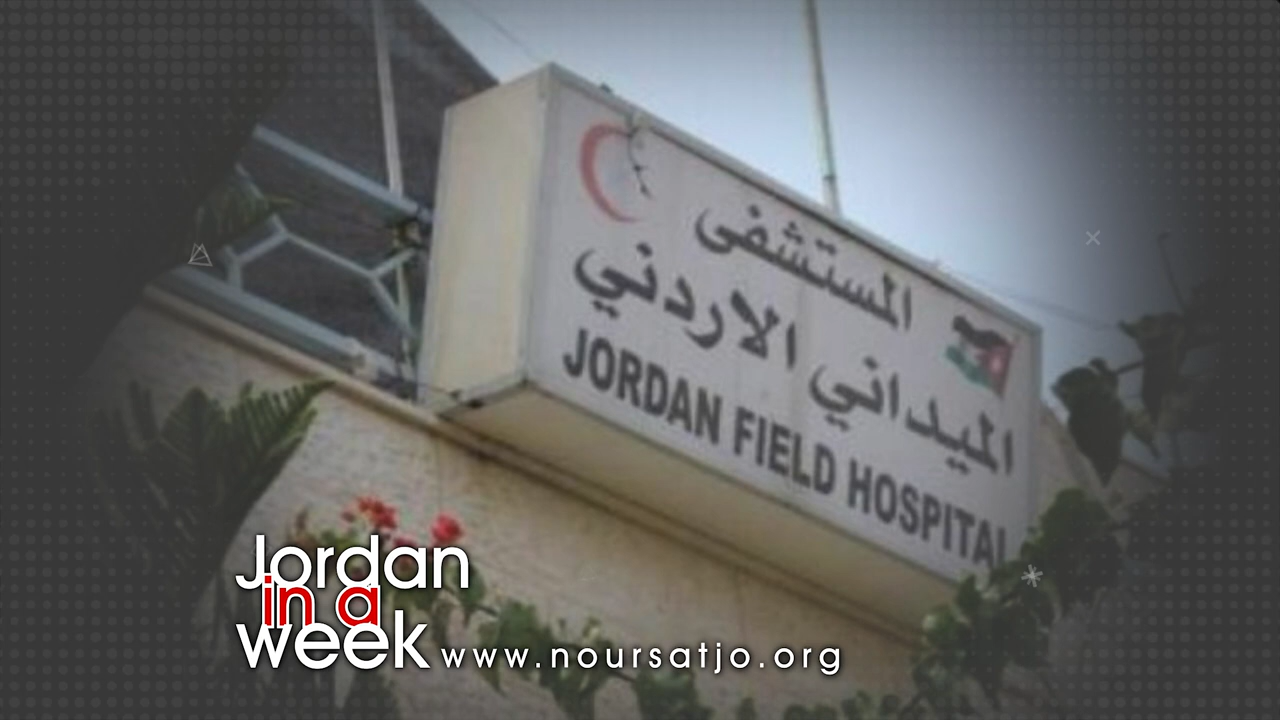 المستشفى
الميداني الاردني
JORDAN FIELD HOSPITAL
Jordan
in a
week
www.noursatjo.org